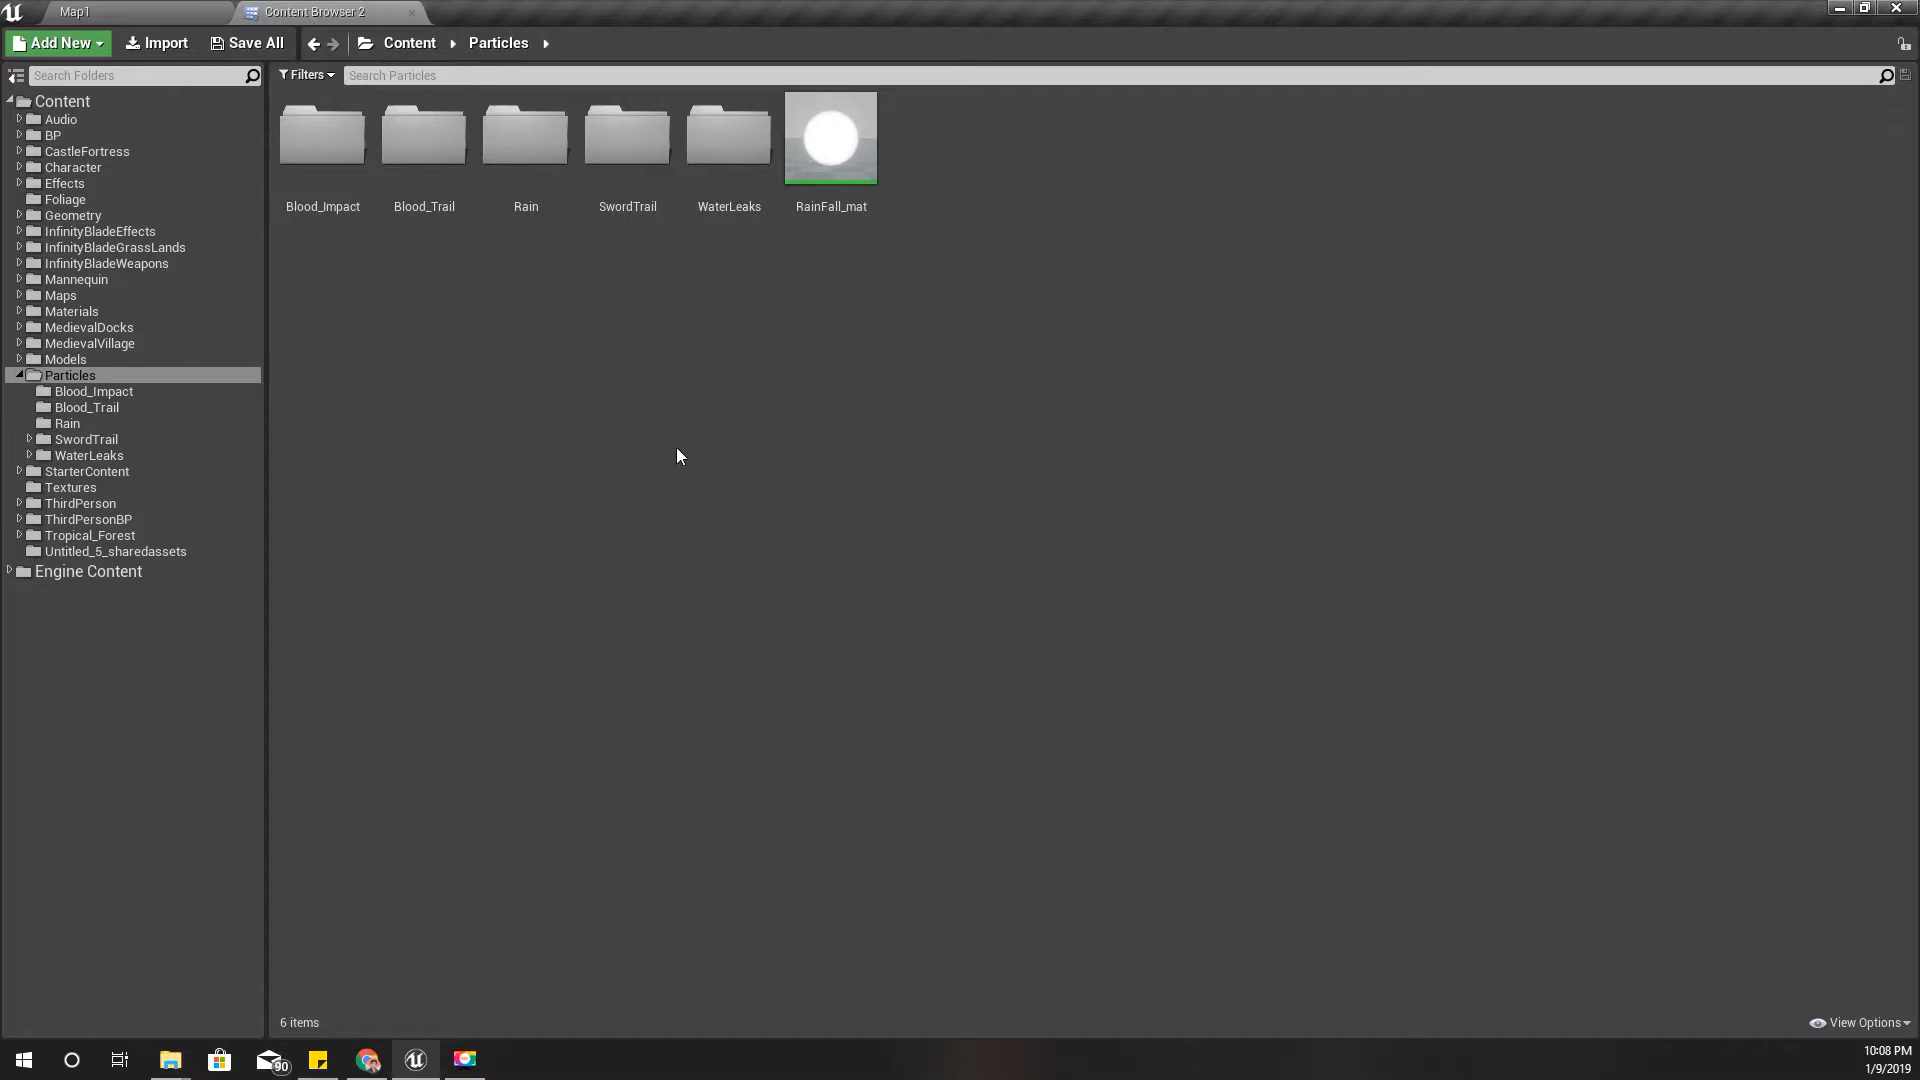 Map1
Content Browser 2
Add New
Import
Save All
Content
Particles
Search Folders
Filters
Search Particles
Content
Audio
BP
CastleFortress
Character
Effects
Foliage
Geometry
InfinityBladeEffects
InfinityBladeGrassLands
InfinityBladeWeapons
Mannequin
Maps
Materials
MedievalDocks
MedievalVillage
Models
Particles
Blood_Impact
Blood_Trail
Rain
SwordTrail
WaterLeaks
StarterContent
Textures
ThirdPerson
ThirdPersonBP
Tropical_Forest
Untitled_5_sharedassets
Engine Content
Blood_Impact
Blood_Trail
Rain
SwordTrail
WaterLeaks
RainFall_mat
6 items
View Options
90
10:08 PM
1/9/2019